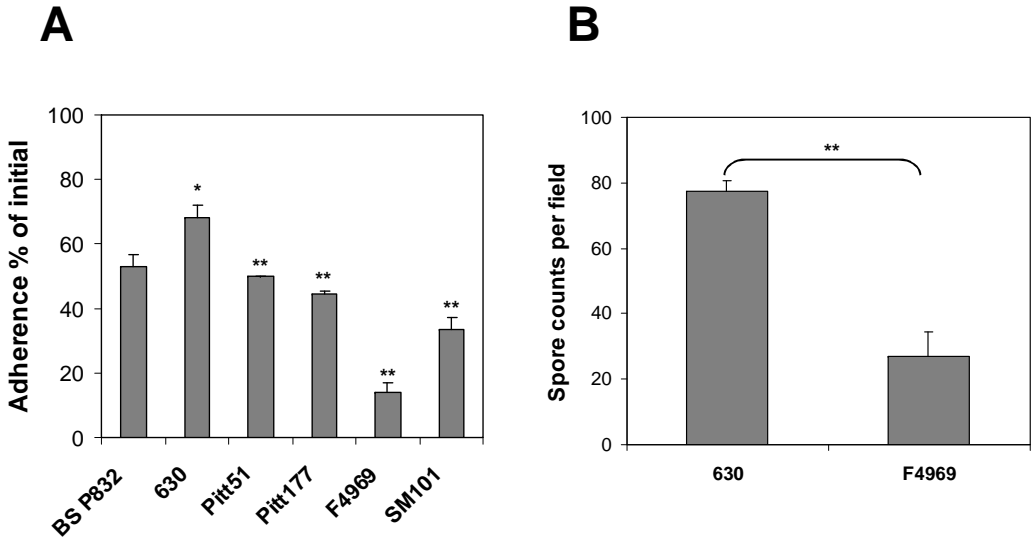 A
Adherence % of initial
100
80
60
40
20
0
*
**
**
**
**
BS P832
630
Pitt51
Pitt177
F4969
SM101
B
Spore counts per field
100
80
60
40
20
0
**
630
F4969